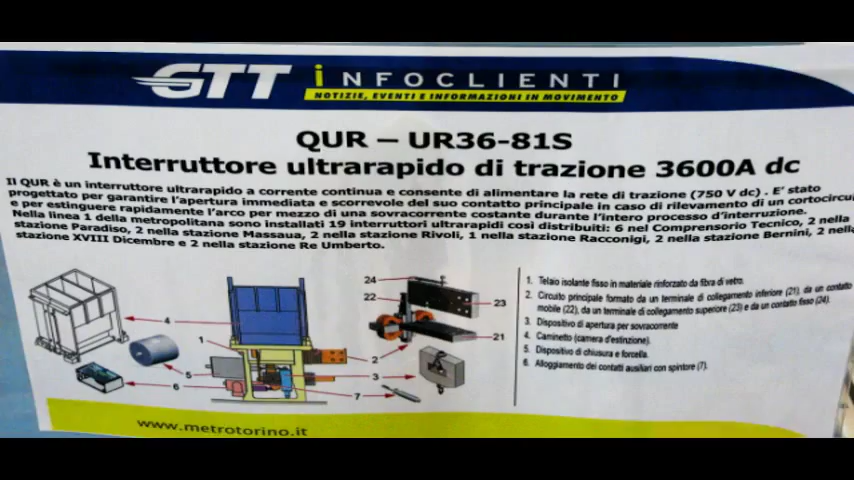 GTT iNFOCLIENTI
NOTIZIE, EVENTI E INFORMAZIONI IN MOVIMENTO
QUR – UR36-81S
Interruttore ultrarapido di trazione 3600A dc
Il QUR è un interruttore ultrarapido a corrente continua e consente di alimentare la rete di trazione (750 V dc) . E' stato
progettato per garantire l'apertura immediata e scorrevole del suo contatto principale in caso di rilevamento di un cortocircu
e per estinguere rapidamente l'arco per mezzo di una sovracorrente costante durante l'intero processo d'interruzione.
Nella linea 1 della metropolitana sono installati 19 interruttori ultrarapidi così distribuiti: 6 nel Comprensorio Tecnico, 2 nella
stazione Paradiso, 2 nella stazione Massaua, 2 nella stazione Rivoli, 1 nella stazione Racconigi, 2 nella stazione Bernini, 2 nella
stazione XVIII Dicembre e 2 nella stazione Re Umberto.
24
22
23
21
4
1
2
5
3
6
7
1. Telaio isolante fisso in materiale rinforzato da fibra di vetro.
2. Circuito principale formato da un terminale di collegamento inferiore (21), da un contatto
mobile (22), da un terminale di collegamento superiore (23) e da un contatto fisso (24).
3. Dispositivo di apertura per sovracorrente
4. Caminetto (camera d'estinzione).
5. Dispositivo di chiusura e forcella.
6. Alloggiamento dei contatti ausiliari con spintore (7).
www.metrotorino.it